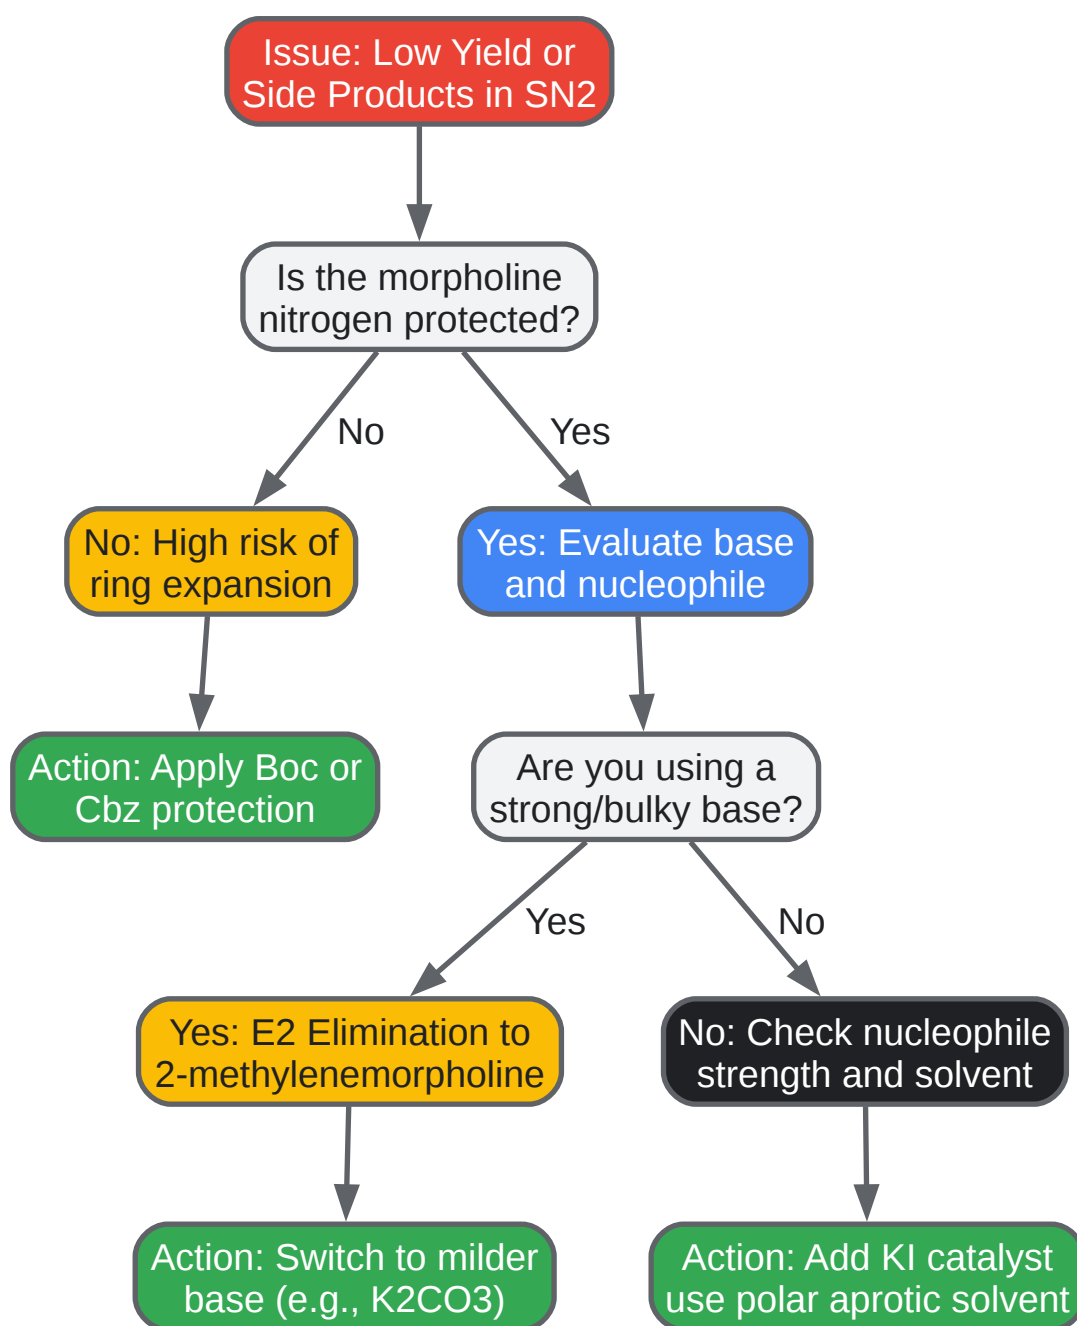 Issue: Low Yield or
Side Products in SN2
Is the morpholine
nitrogen protected?
No
Yes
No: High risk of
ring expansion
Yes: Evaluate base
and nucleophile
Action: Apply Boc or
Cbz protection
Are you using a
strong/bulky base?
Yes
No
Yes: E2 Elimination to
2-methylenemorpholine
No: Check nucleophile
strength and solvent
Action: Switch to milder
base (e.g., K2CO3)
Action: Add KI catalyst
use polar aprotic solvent